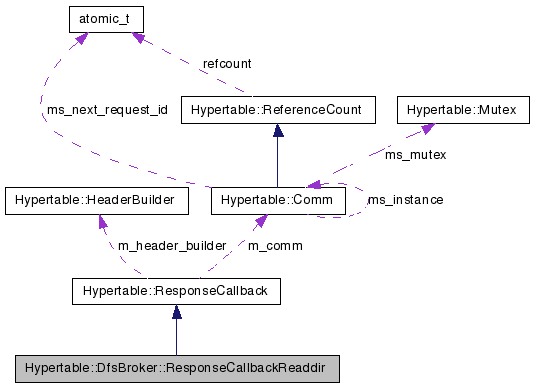 atomic_t
refcount
Hypertable::ReferenceCount
Hypertable::Mutex
ms_next_request_id
ms_mutex
Hypertable::HeaderBuilder
Hypertable::Comm
ms_instance
m_header_builder
m_comm
Hypertable::ResponseCallback
Hypertable::DfsBroker::ResponseCallbackReaddir